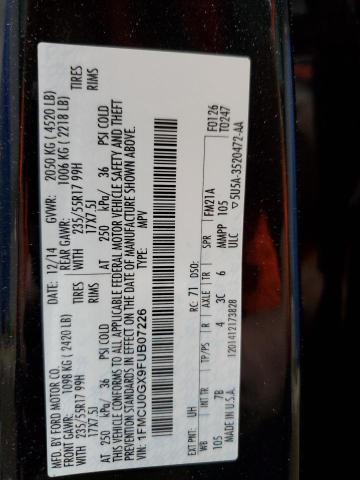 MFD. BY FORD MOTOR CO.
DATE: 12/14 GVWR: 2050 KG ( 4520 LB)
FRONT GAWR: 1098 KG ( 2420 LB) REAR GAWR: 1006 KG ( 2218 LB)
WITH 235/55R17 99H TIRES WITH 235/55R17 99H TIRES
17X7.5J RIMS 17X7.5J RIMS
AT 250 kPa/ 36 PSI COLD AT 250 kPa/ 36 PSI COLD
THIS VEHICLE CONFORMS TO ALL APPLICABLE FEDERAL MOTOR VEHICLE SAFETY AND THEFT
PREVENTION STANDARDS IN EFFECT ON THE DATE OF MANUFACTURE SHOWN ABOVE.
VIN: 1FMCU0GX9FUB07226
TYPE: MPV
F0126
T0247
EXT PNT: UH RC: 71 DSO: FM21A
WB INT TR TP/PS R AXLE TR SPR MMPP
105 7B 4 3C 6 105
ULC
MADE IN U.S.A. 1201412173828 5U5A-3520472-AA